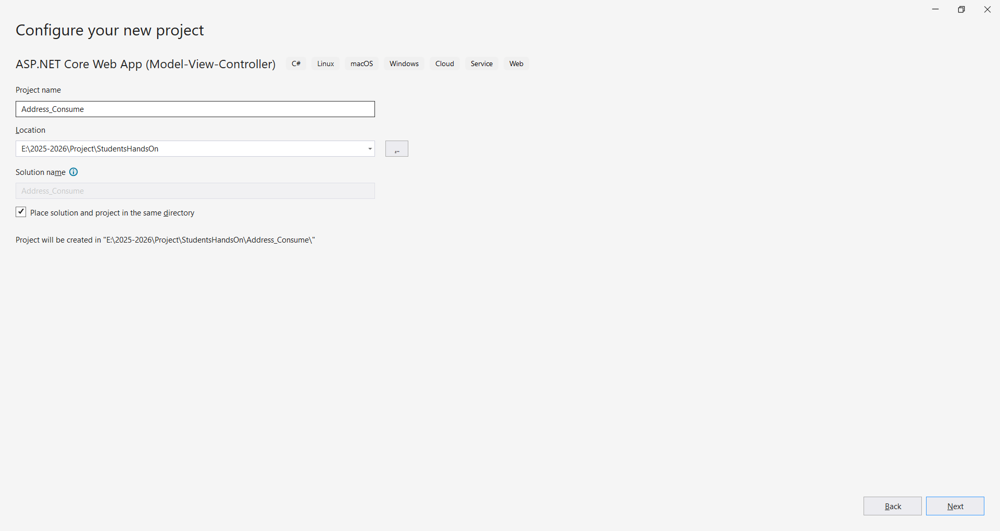 Configure your new project
ASP.NET Core Web App (Model-View-Controller) C# Linux macOS Windows Cloud Service Web
Project name
Address_Consume
Location
E:\2025-2026\Project\StudentsHandsOn
...
Solution name
Address_Consume
Place solution and project in the same directory
Project will be created in "E:\2025-2026\Project\StudentsHandsOn\Address_Consume\"
Back Next